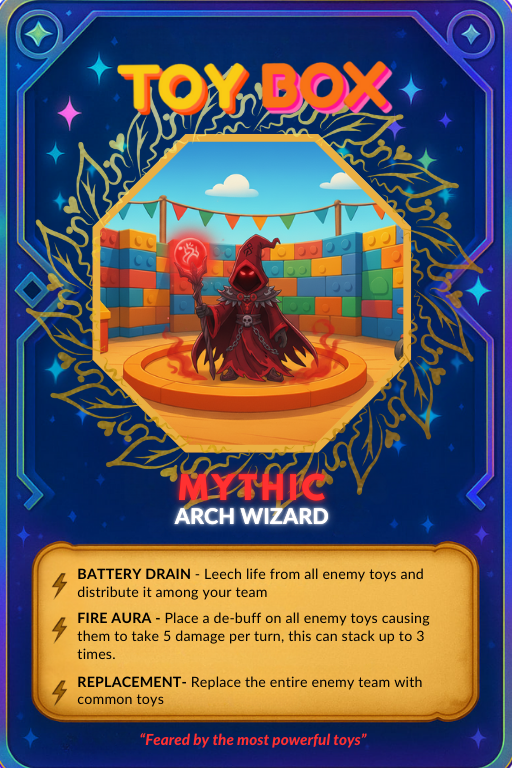 TOY BOX
MYTHIC
ARCH WIZARD
BATTERY DRAIN - Leech life from all enemy toys and
distribute it among your team
FIRE AURA - Place a de-buff on all enemy toys causing
them to take 5 damage per turn, this can stack up to 3
times.
REPLACEMENT- Replace the entire enemy team with
common toys
“Feared by the most powerful toys”